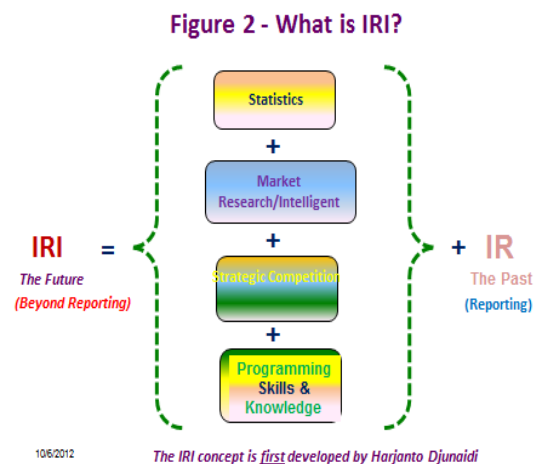 Figure 2 - What is IRI?
Statistics
+
Market
Research/Intelligent
+
IRI =
+ IR
The Future
The Past
(Beyond Reporting)
(Reporting)
Strategic Competition
+
Programming
Skills &
Knowledge
10/6/2012
The IRI concept is first developed by Harjanto Djunaidi